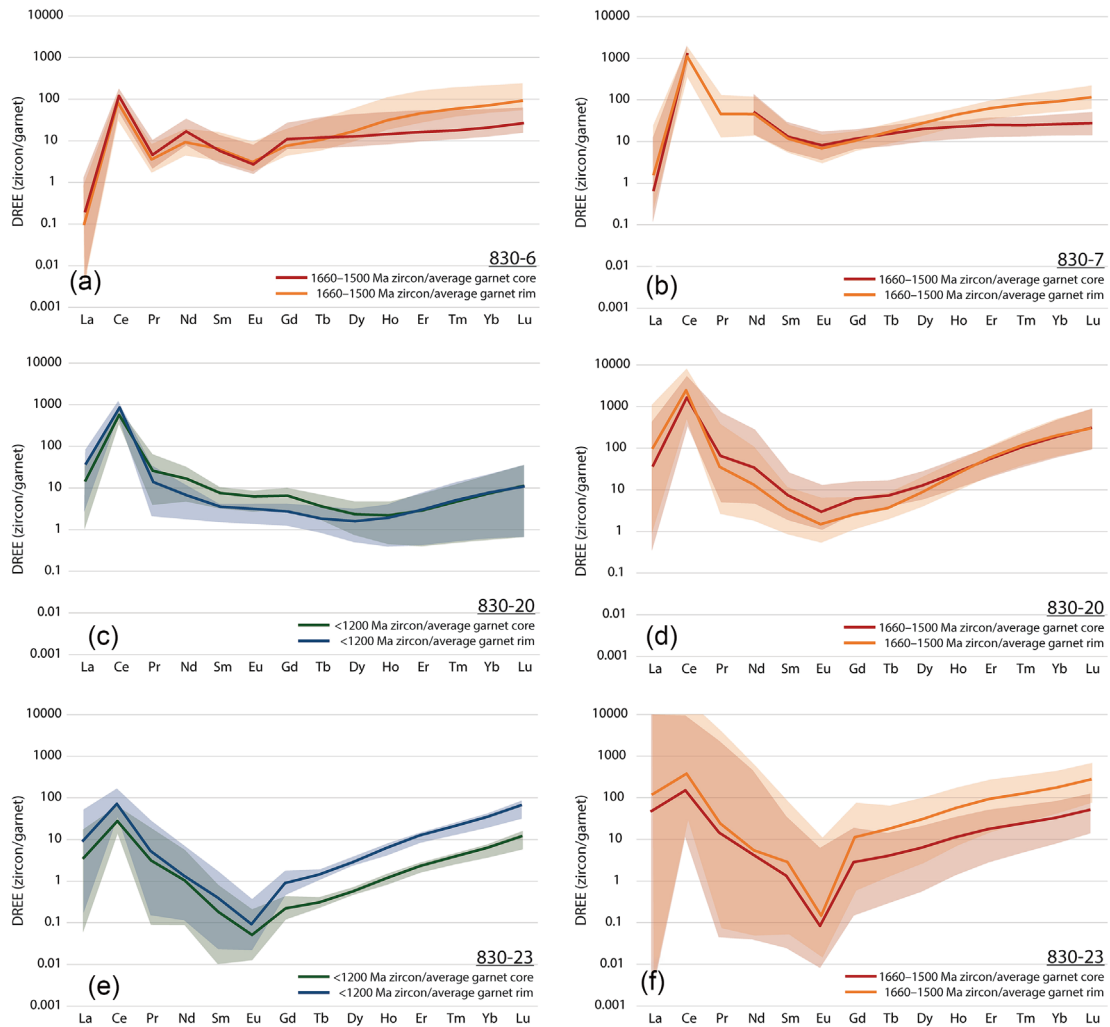 10000
1000
100
10
1
0.1
0.01
0.001
DREE (zircon/garnet)
830-6
(a)
1660–1500 Ma zircon/average garnet core
1660–1500 Ma zircon/average garnet rim
La Ce Pr Nd Sm Eu Gd Tb Dy Ho Er Tm Yb Lu
10000
1000
100
10
1
0.1
0.01
0.001
DREE (zircon/garnet)
830-7
(b)
1660–1500 Ma zircon/average garnet core
1660–1500 Ma zircon/average garnet rim
La Ce Pr Nd Sm Eu Gd Tb Dy Ho Er Tm Yb Lu
10000
1000
100
10
1
0.1
0.01
0.001
DREE (zircon/garnet)
830-20
(c)
<1200 Ma zircon/average garnet core
<1200 Ma zircon/average garnet rim
La Ce Pr Nd Sm Eu Gd Tb Dy Ho Er Tm Yb Lu
10000
1000
100
10
1
0.1
0.01
0.001
DREE (zircon/garnet)
830-20
(d)
1660–1500 Ma zircon/average garnet core
1660–1500 Ma zircon/average garnet rim
La Ce Pr Nd Sm Eu Gd Tb Dy Ho Er Tm Yb Lu
10000
1000
100
10
1
0.1
0.01
0.001
DREE (zircon/garnet)
830-23
(e)
<1200 Ma zircon/average garnet core
<1200 Ma zircon/average garnet rim
La Ce Pr Nd Sm Eu Gd Tb Dy Ho Er Tm Yb Lu
10000
1000
100
10
1
0.1
0.01
0.001
DREE (zircon/garnet)
830-23
(f)
1660–1500 Ma zircon/average garnet core
1660–1500 Ma zircon/average garnet rim
La Ce Pr Nd Sm Eu Gd Tb Dy Ho Er Tm Yb Lu